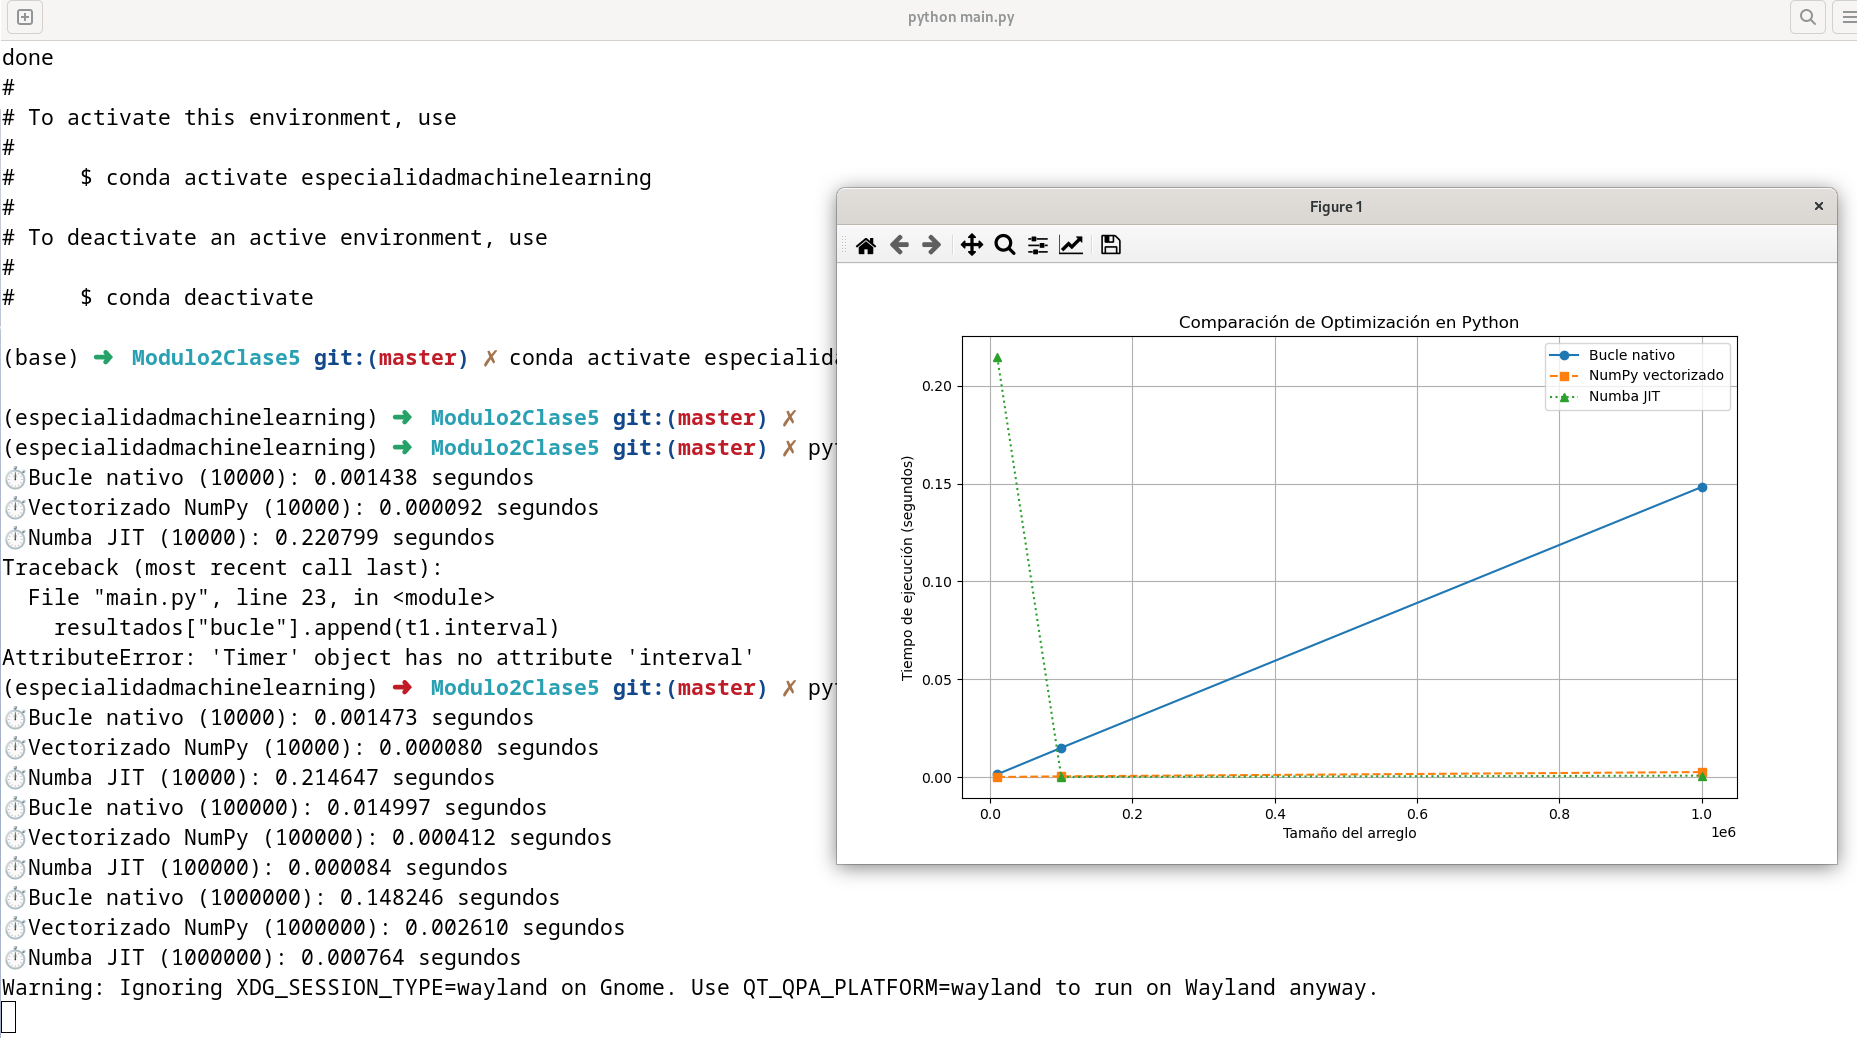 python main.py
done
#
# To activate this environment, use
#
#     $ conda activate especialidadmachinelearning
#
# To deactivate an active environment, use
#
#     $ conda deactivate
(base) ➜ Modulo2Clase5 git:(master) ✗ conda activate especialid
(especialidadmachinelearning) ➜ Modulo2Clase5 git:(master) ✗
(especialidadmachinelearning) ➜ Modulo2Clase5 git:(master) ✗ py
⏱Bucle nativo (10000): 0.001438 segundos
⏱Vectorizado NumPy (10000): 0.000092 segundos
⏱Numba JIT (10000): 0.220799 segundos
Traceback (most recent call last):
  File "main.py", line 23, in <module>
    resultados["bucle"].append(t1.interval)
AttributeError: 'Timer' object has no attribute 'interval'
(especialidadmachinelearning) ➜ Modulo2Clase5 git:(master) ✗ py
⏱Bucle nativo (10000): 0.001473 segundos
⏱Vectorizado NumPy (10000): 0.000080 segundos
⏱Numba JIT (10000): 0.214647 segundos
⏱Bucle nativo (100000): 0.014997 segundos
⏱Vectorizado NumPy (100000): 0.000412 segundos
⏱Numba JIT (100000): 0.000084 segundos
⏱Bucle nativo (1000000): 0.148246 segundos
⏱Vectorizado NumPy (1000000): 0.002610 segundos
⏱Numba JIT (1000000): 0.000764 segundos
Warning: Ignoring XDG_SESSION_TYPE=wayland on Gnome. Use QT_QPA_PLATFORM=wayland to run on Wayland anyway.
Figure 1
Comparación de Optimización en Python
Bucle nativo
NumPy vectorizado
Numba JIT
Tiempo de ejecución (segundos)
0.20
0.15
0.10
0.05
0.00
0.0 0.2 0.4 0.6 0.8 1.0
1e6
Tamaño del arreglo